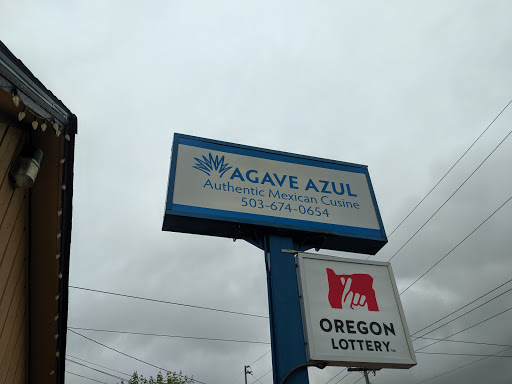 AGAVE AZUL
Authentic Mexican Cusine
503-674-0654
OREGON
LOTTERY